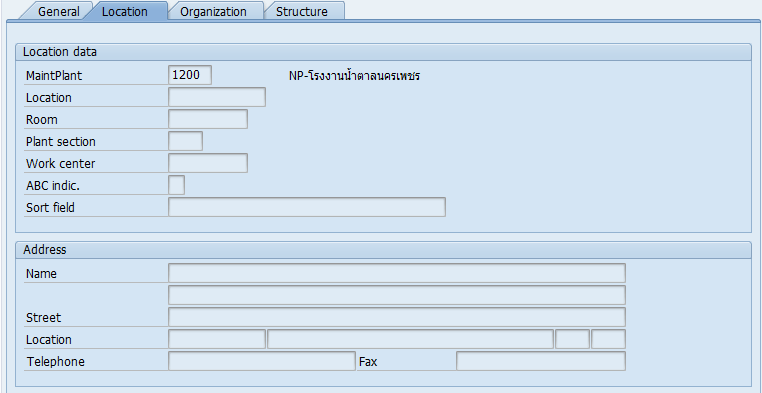 General Location Organization Structure
Location data
MaintPlant 1200 NP-โรงงานน้ำตาลนครเพชร
Location
Room
Plant section
Work center
ABC indic.
Sort field
Address
Name
Street
Location
Telephone Fax